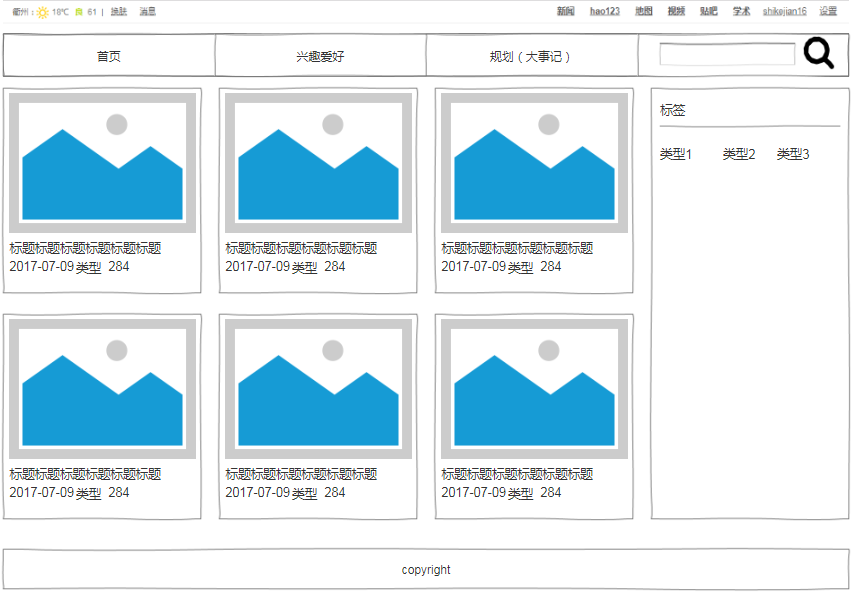 衢州： 18℃ 良 61 | 换肤 消息 新闻 hao123 地图 视频 贴吧 学术 shikejian16 设置
首页 兴趣爱好 规划（大事记）
标签
类型1 类型2 类型3
标题标题标题标题标题标题 标题标题标题标题标题标题 标题标题标题标题标题标题
2017-07-09 类型 284 2017-07-09 类型 284 2017-07-09 类型 284
标题标题标题标题标题标题 标题标题标题标题标题标题 标题标题标题标题标题标题
2017-07-09 类型 284 2017-07-09 类型 284 2017-07-09 类型 284
copyright